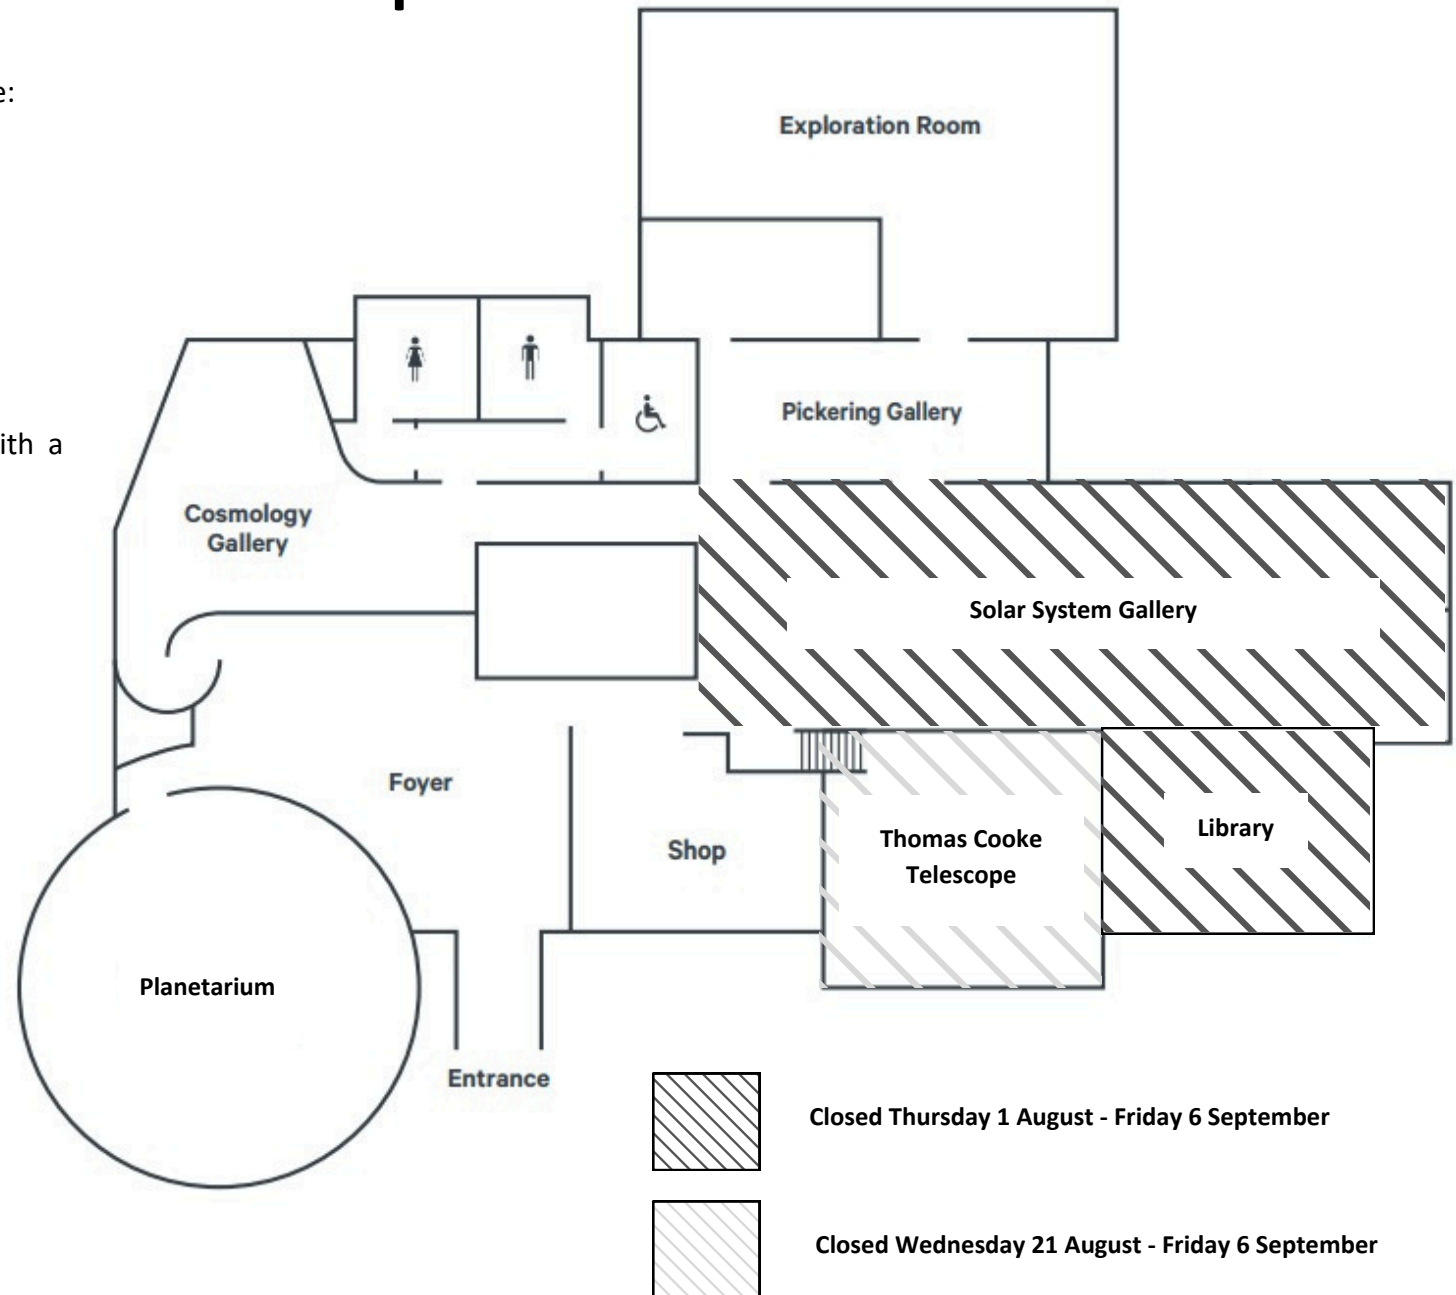 e:
Exploration Room
Pickering Gallery
ith a
Cosmology
Gallery
Solar System Gallery
Foyer
Shop
Thomas Cooke
Telescope
Library
Planetarium
Entrance
Closed Thursday 1 August - Friday 6 September
Closed Wednesday 21 August - Friday 6 September